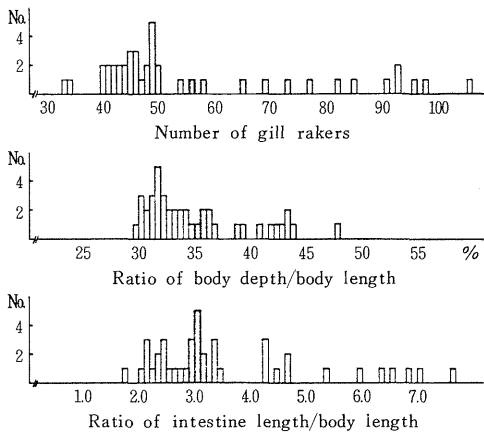 No.
4
2
30 40 50 60 70 80 90 100
Number of gill rakers
No.
4
2
25 30 35 40 45 50 55 %
Ratio of body depth/body length
No.
4
2
1.0 2.0 3.0 4.0 5.0 6.0 7.0
Ratio of intestine length/body length